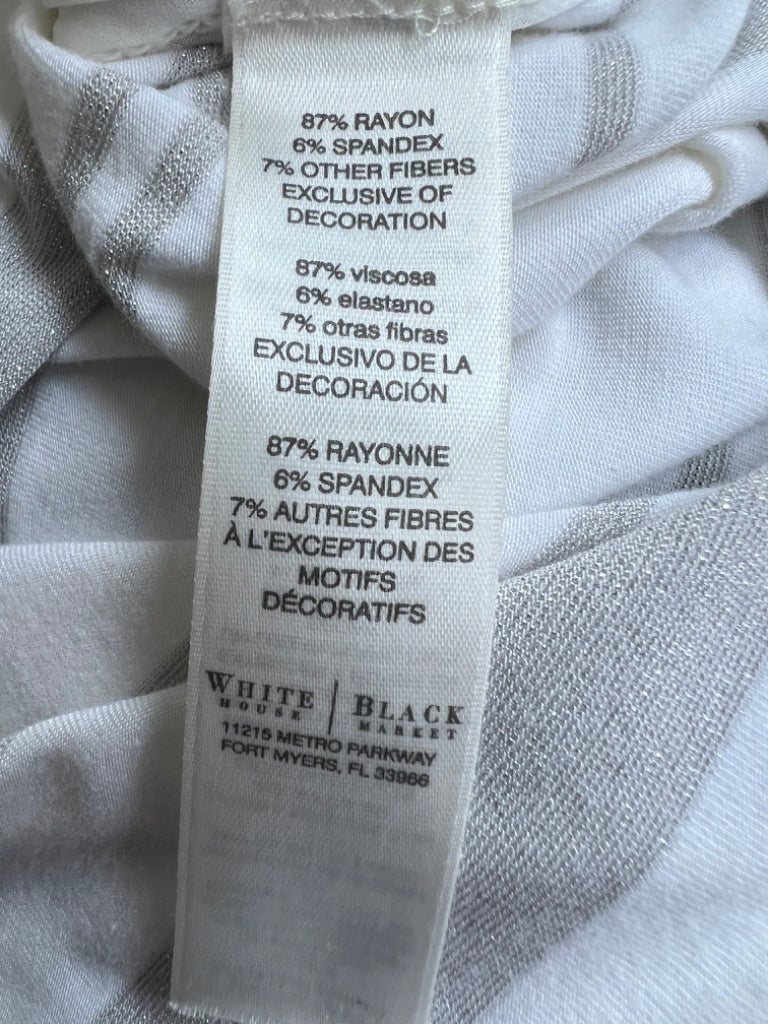 87% RAYON
6% SPANDEX
7% OTHER FIBERS
EXCLUSIVE OF
DECORATION
87% viscosa
6% elastano
7% otras fibras
EXCLUSIVO DE LA
DECORACIÓN
87% RAYONNE
6% SPANDEX
7% AUTRES FIBRES
À L'EXCEPTION DES
MOTIFS
DÉCORATIFS
WHITE | BLACK
HOUSE MARKET
11215 METRO PARKWAY
FORT MYERS, FL 33966